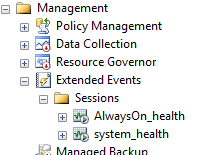 Management
Policy Management
Data Collection
Resource Governor
Extended Events
Sessions
AlwaysOn_health
system_health
Managed Backup